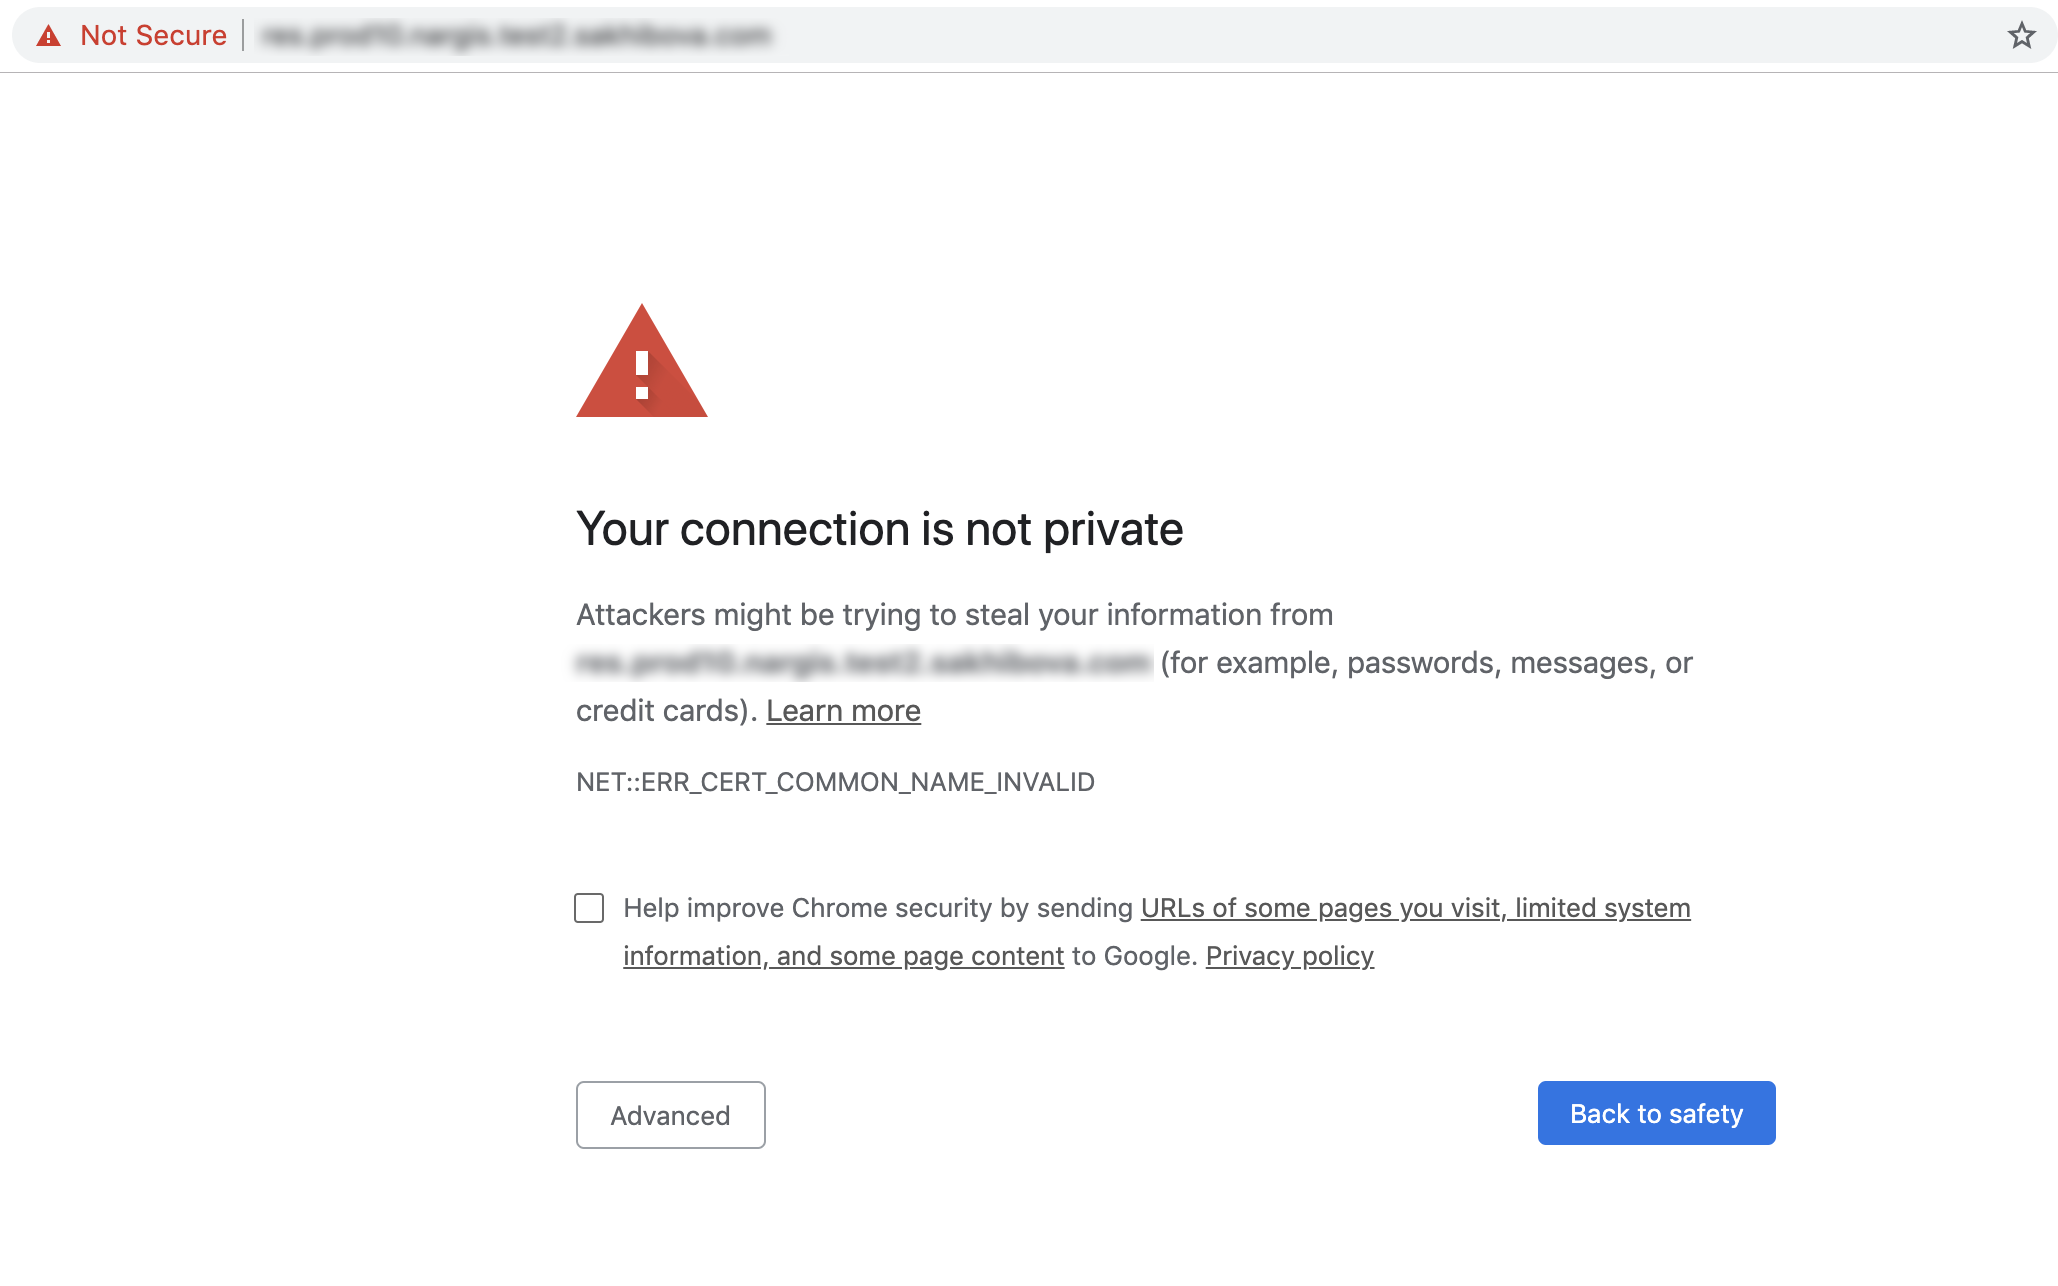 Not Secure
Your connection is not private
Attackers might be trying to steal your information from
(for example, passwords, messages, or
credit cards). Learn more
NET::ERR_CERT_COMMON_NAME_INVALID
Help improve Chrome security by sending URLs of some pages you visit, limited system
information, and some page content to Google. Privacy policy
Advanced
Back to safety